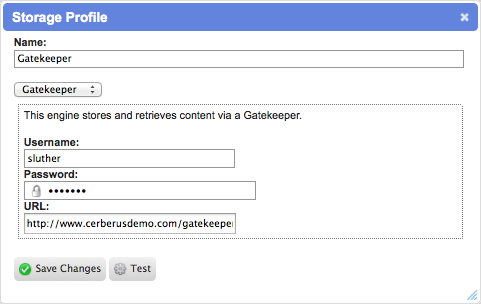 Storage Profile
Name:
Gatekeeper
Gatekeeper
This engine stores and retrieves content via a Gatekeeper.
Username:
sluther
Password:
•••••••
URL:
http://www.cerberusdemo.com/gatekeeper
Save Changes Test